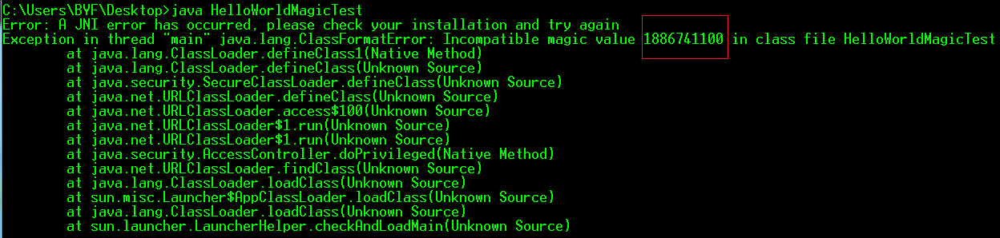 C:\Users\BYF\Desktop>java HelloWorldMagicTest
Error: A JNI error has occurred, please check your installation and try again
Exception in thread "main" java.lang.ClassFormatError: Incompatible magic value 1886741100 in class file HelloWorldMagicTest
        at java.lang.ClassLoader.defineClass1(Native Method)
        at java.lang.ClassLoader.defineClass(Unknown Source)
        at java.security.SecureClassLoader.defineClass(Unknown Source)
        at java.net.URLClassLoader.defineClass(Unknown Source)
        at java.net.URLClassLoader.access$100(Unknown Source)
        at java.net.URLClassLoader$1.run(Unknown Source)
        at java.net.URLClassLoader$1.run(Unknown Source)
        at java.security.AccessController.doPrivileged(Native Method)
        at java.net.URLClassLoader.findClass(Unknown Source)
        at java.lang.ClassLoader.loadClass(Unknown Source)
        at sun.misc.Launcher$AppClassLoader.loadClass(Unknown Source)
        at java.lang.ClassLoader.loadClass(Unknown Source)
        at sun.launcher.LauncherHelper.checkAndLoadMain(Unknown Source)